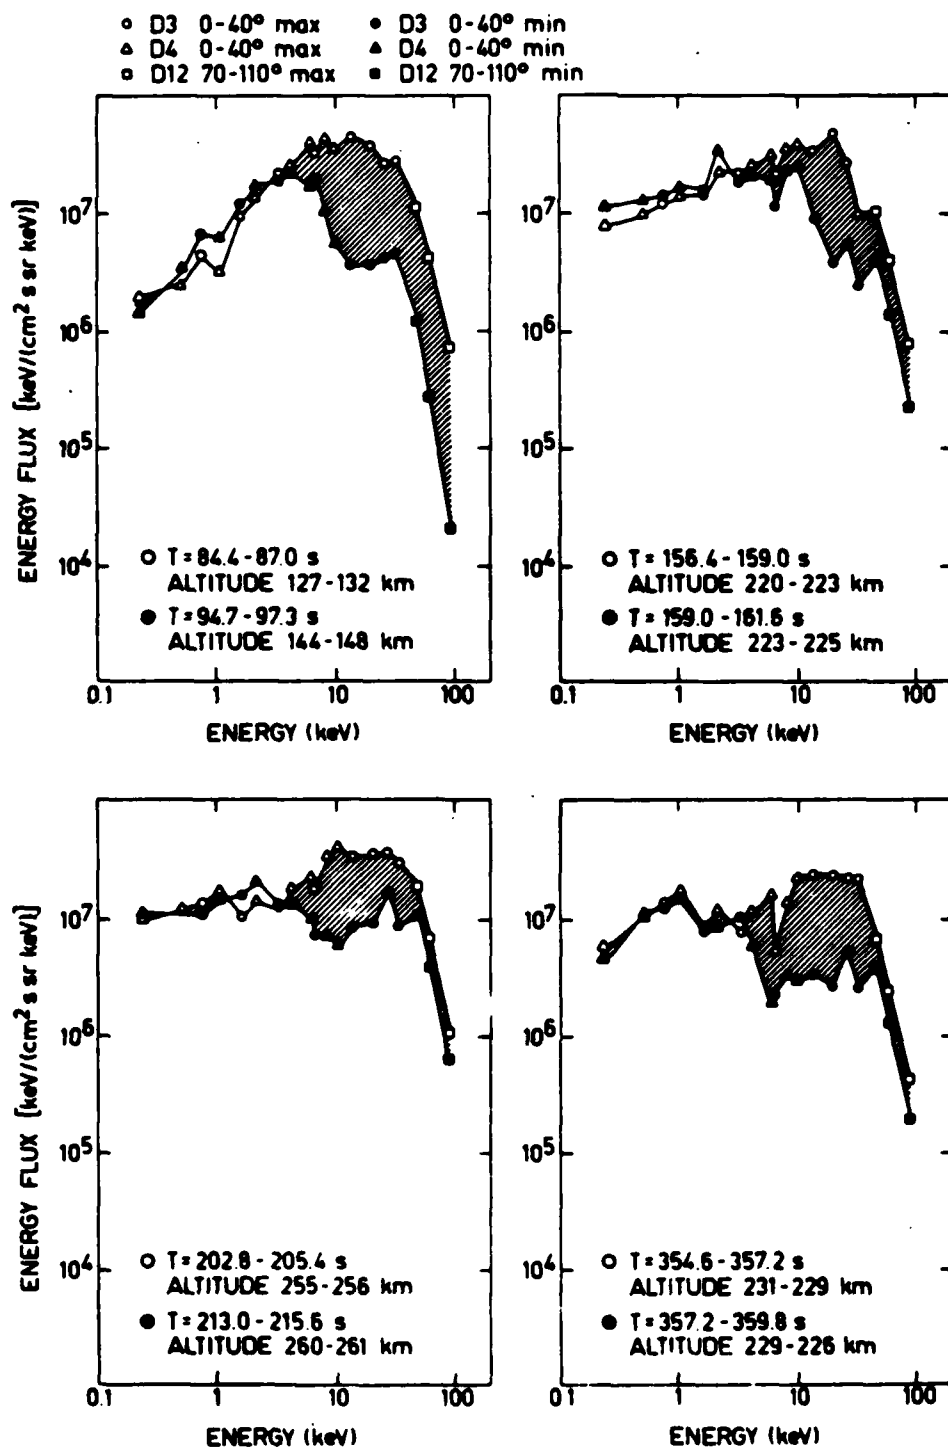 ○ D3 0-40° max ● D3 0-40° min
△ D4 0-40° max ▲ D4 0-40° min
□ D12 70-110° max ■ D12 70-110° min
ENERGY FLUX [keV/(cm² s sr keV)]
10⁷
10⁶
10⁵
10⁴
○ T=84.4-87.0 s
ALTITUDE 127-132 km
● T=94.7-97.3 s
ALTITUDE 144-148 km
0.1 1 10 100
ENERGY (keV)
10⁷
10⁶
10⁵
10⁴
○ T=156.4-159.0 s
ALTITUDE 220-223 km
● T=159.0-161.6 s
ALTITUDE 223-225 km
0.1 1 10 100
ENERGY (keV)
ENERGY FLUX [keV/(cm² s sr keV)]
10⁷
10⁶
10⁵
10⁴
○ T=202.8-205.4 s
ALTITUDE 255-256 km
● T=213.0-215.6 s
ALTITUDE 260-261 km
0.1 1 10 100
ENERGY (keV)
10⁷
10⁶
10⁵
10⁴
○ T=354.6-357.2 s
ALTITUDE 231-229 km
● T=357.2-359.8 s
ALTITUDE 229-226 km
0.1 1 10 100
ENERGY (keV)